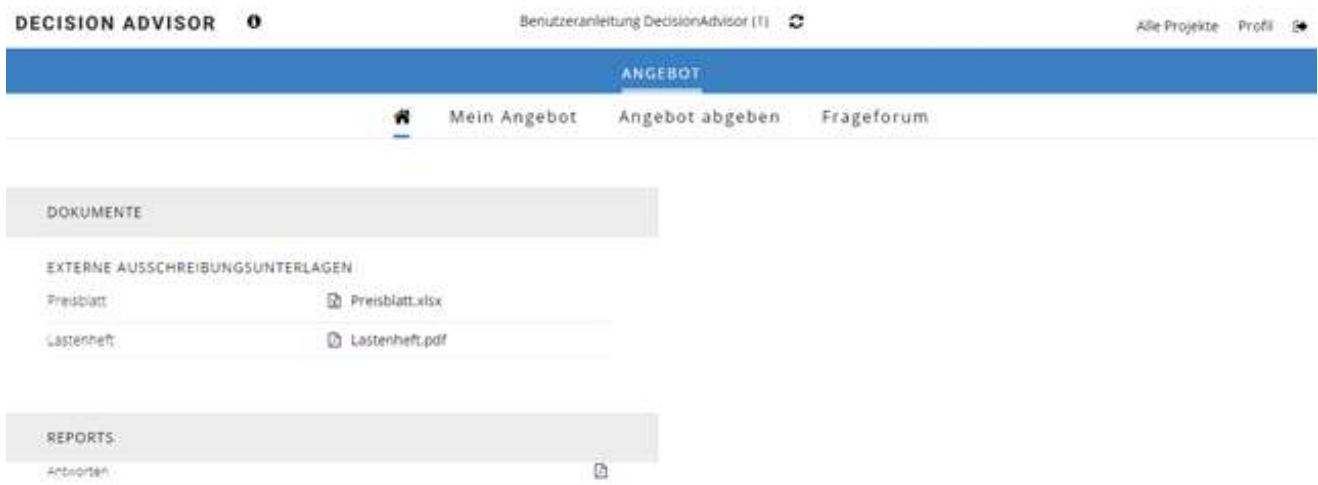 DECISION ADVISOR Benutzeranleitung DecisionAdvisor (1) Alle Projekte Profil
ANGEBOT
Mein Angebot Angebot abgeben Frageforum
DOKUMENTE
EXTERNE AUSSCHREIBUNGSUNTERLAGEN
Preisblatt Preisblatt.xlsx
Lastenheft Lastenheft.pdf
REPORTS
Antworten